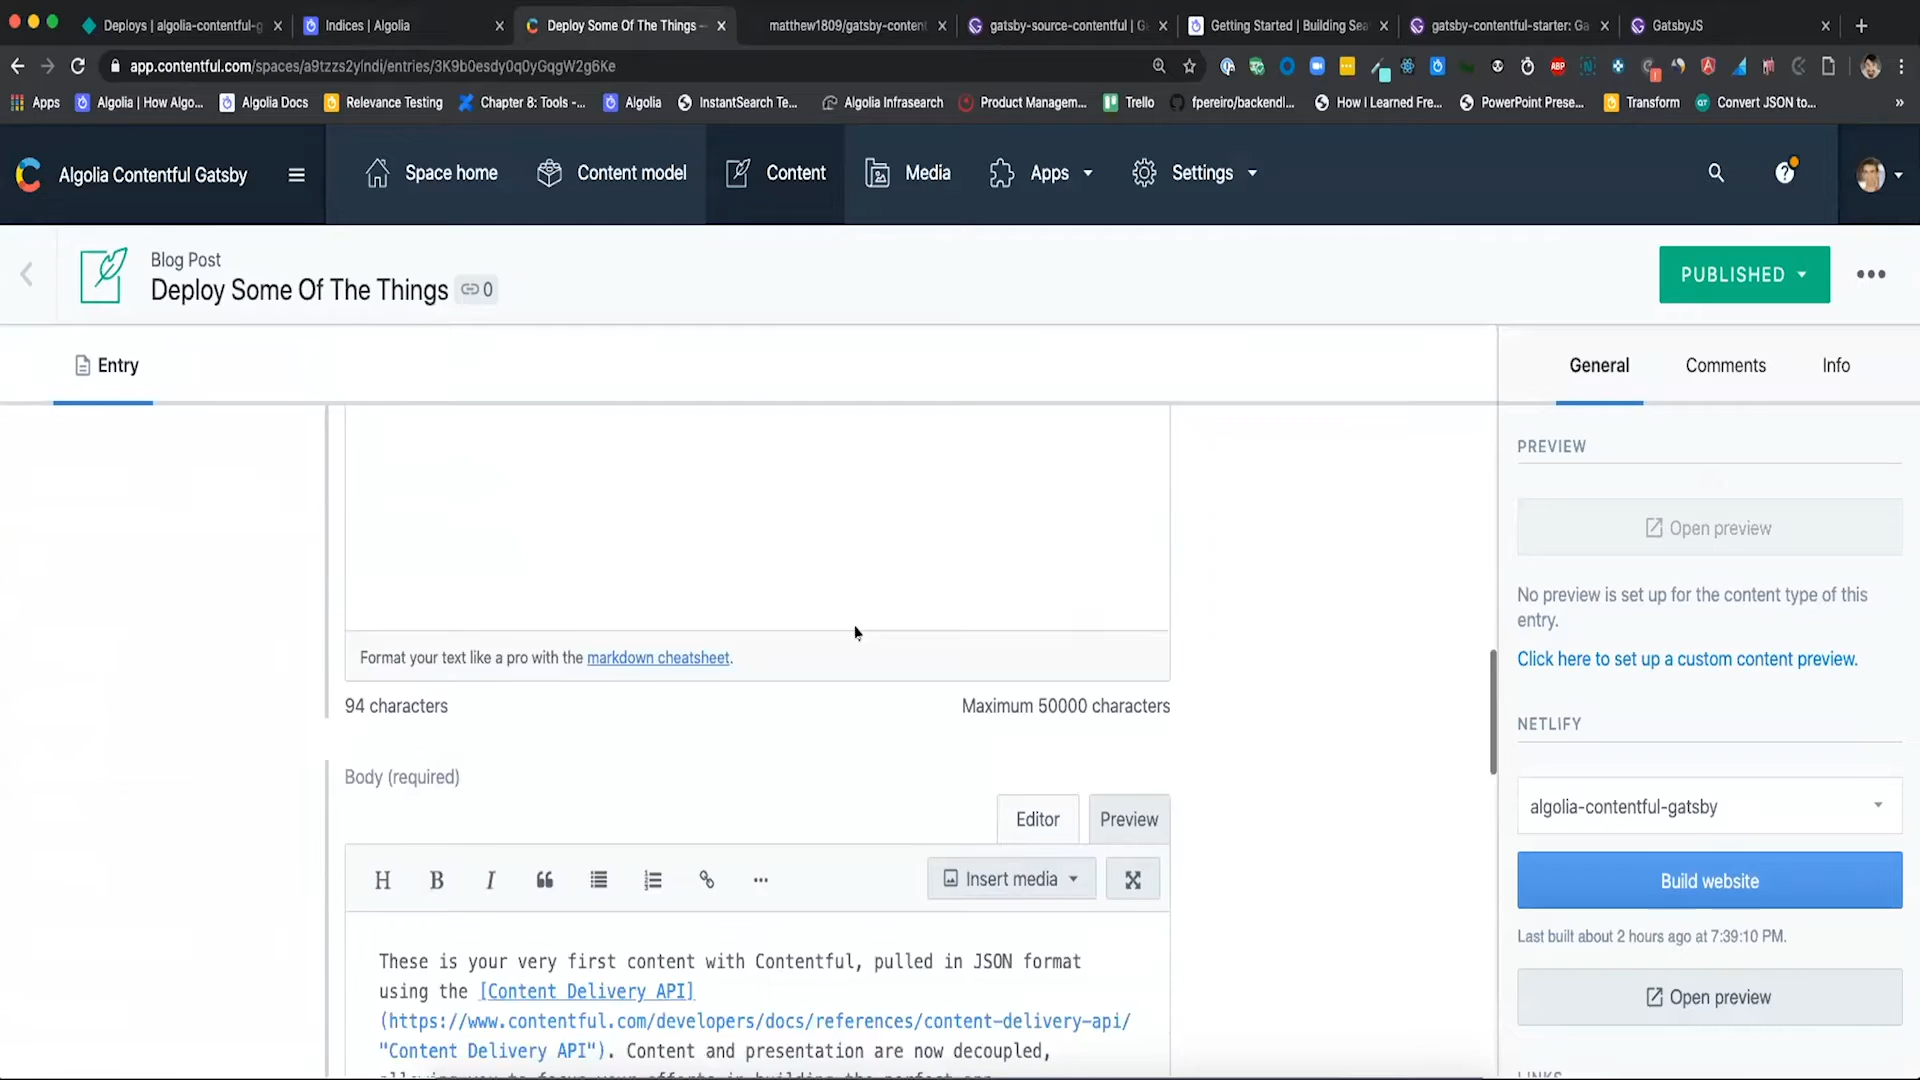 Deploys | algolia-contentful-g
Indices | Algolia
Deploy Some Of The Things —
matthew1809/gatsby-content
gatsby-source-contentful | G
Getting Started | Building Sea
gatsby-contentful-starter: Ga
GatsbyJS
app.contentful.com/spaces/a9tzzs2ylndi/entries/3K9b0esdy0q0yGqgW2g6Ke
Apps
Algolia | How Algo...
Algolia Docs
Relevance Testing
Chapter 8: Tools -...
Algolia
InstantSearch Te...
Algolia Infrasearch
Product Managem...
Trello
fpereiro/backendl...
How I Learned Fre...
PowerPoint Prese...
Transform
Convert JSON to...
Algolia Contentful Gatsby
Space home
Content model
Content
Media
Apps
Settings
Blog Post
Deploy Some Of The Things
0
PUBLISHED
Entry
General
Comments
Info
Format your text like a pro with the markdown cheatsheet.
94 characters
Maximum 50000 characters
Body (required)
Editor
Preview
H B I
Insert media
These is your very first content with Contentful, pulled in JSON format
using the [Content Delivery API]
(https://www.contentful.com/developers/docs/references/content-delivery-api/
"Content Delivery API"). Content and presentation are now decoupled,
PREVIEW
Open preview
No preview is set up for the content type of this
entry.
Click here to set up a custom content preview.
NETLIFY
algolia-contentful-gatsby
Build website
Last built about 2 hours ago at 7:39:10 PM.
Open preview
LINKS